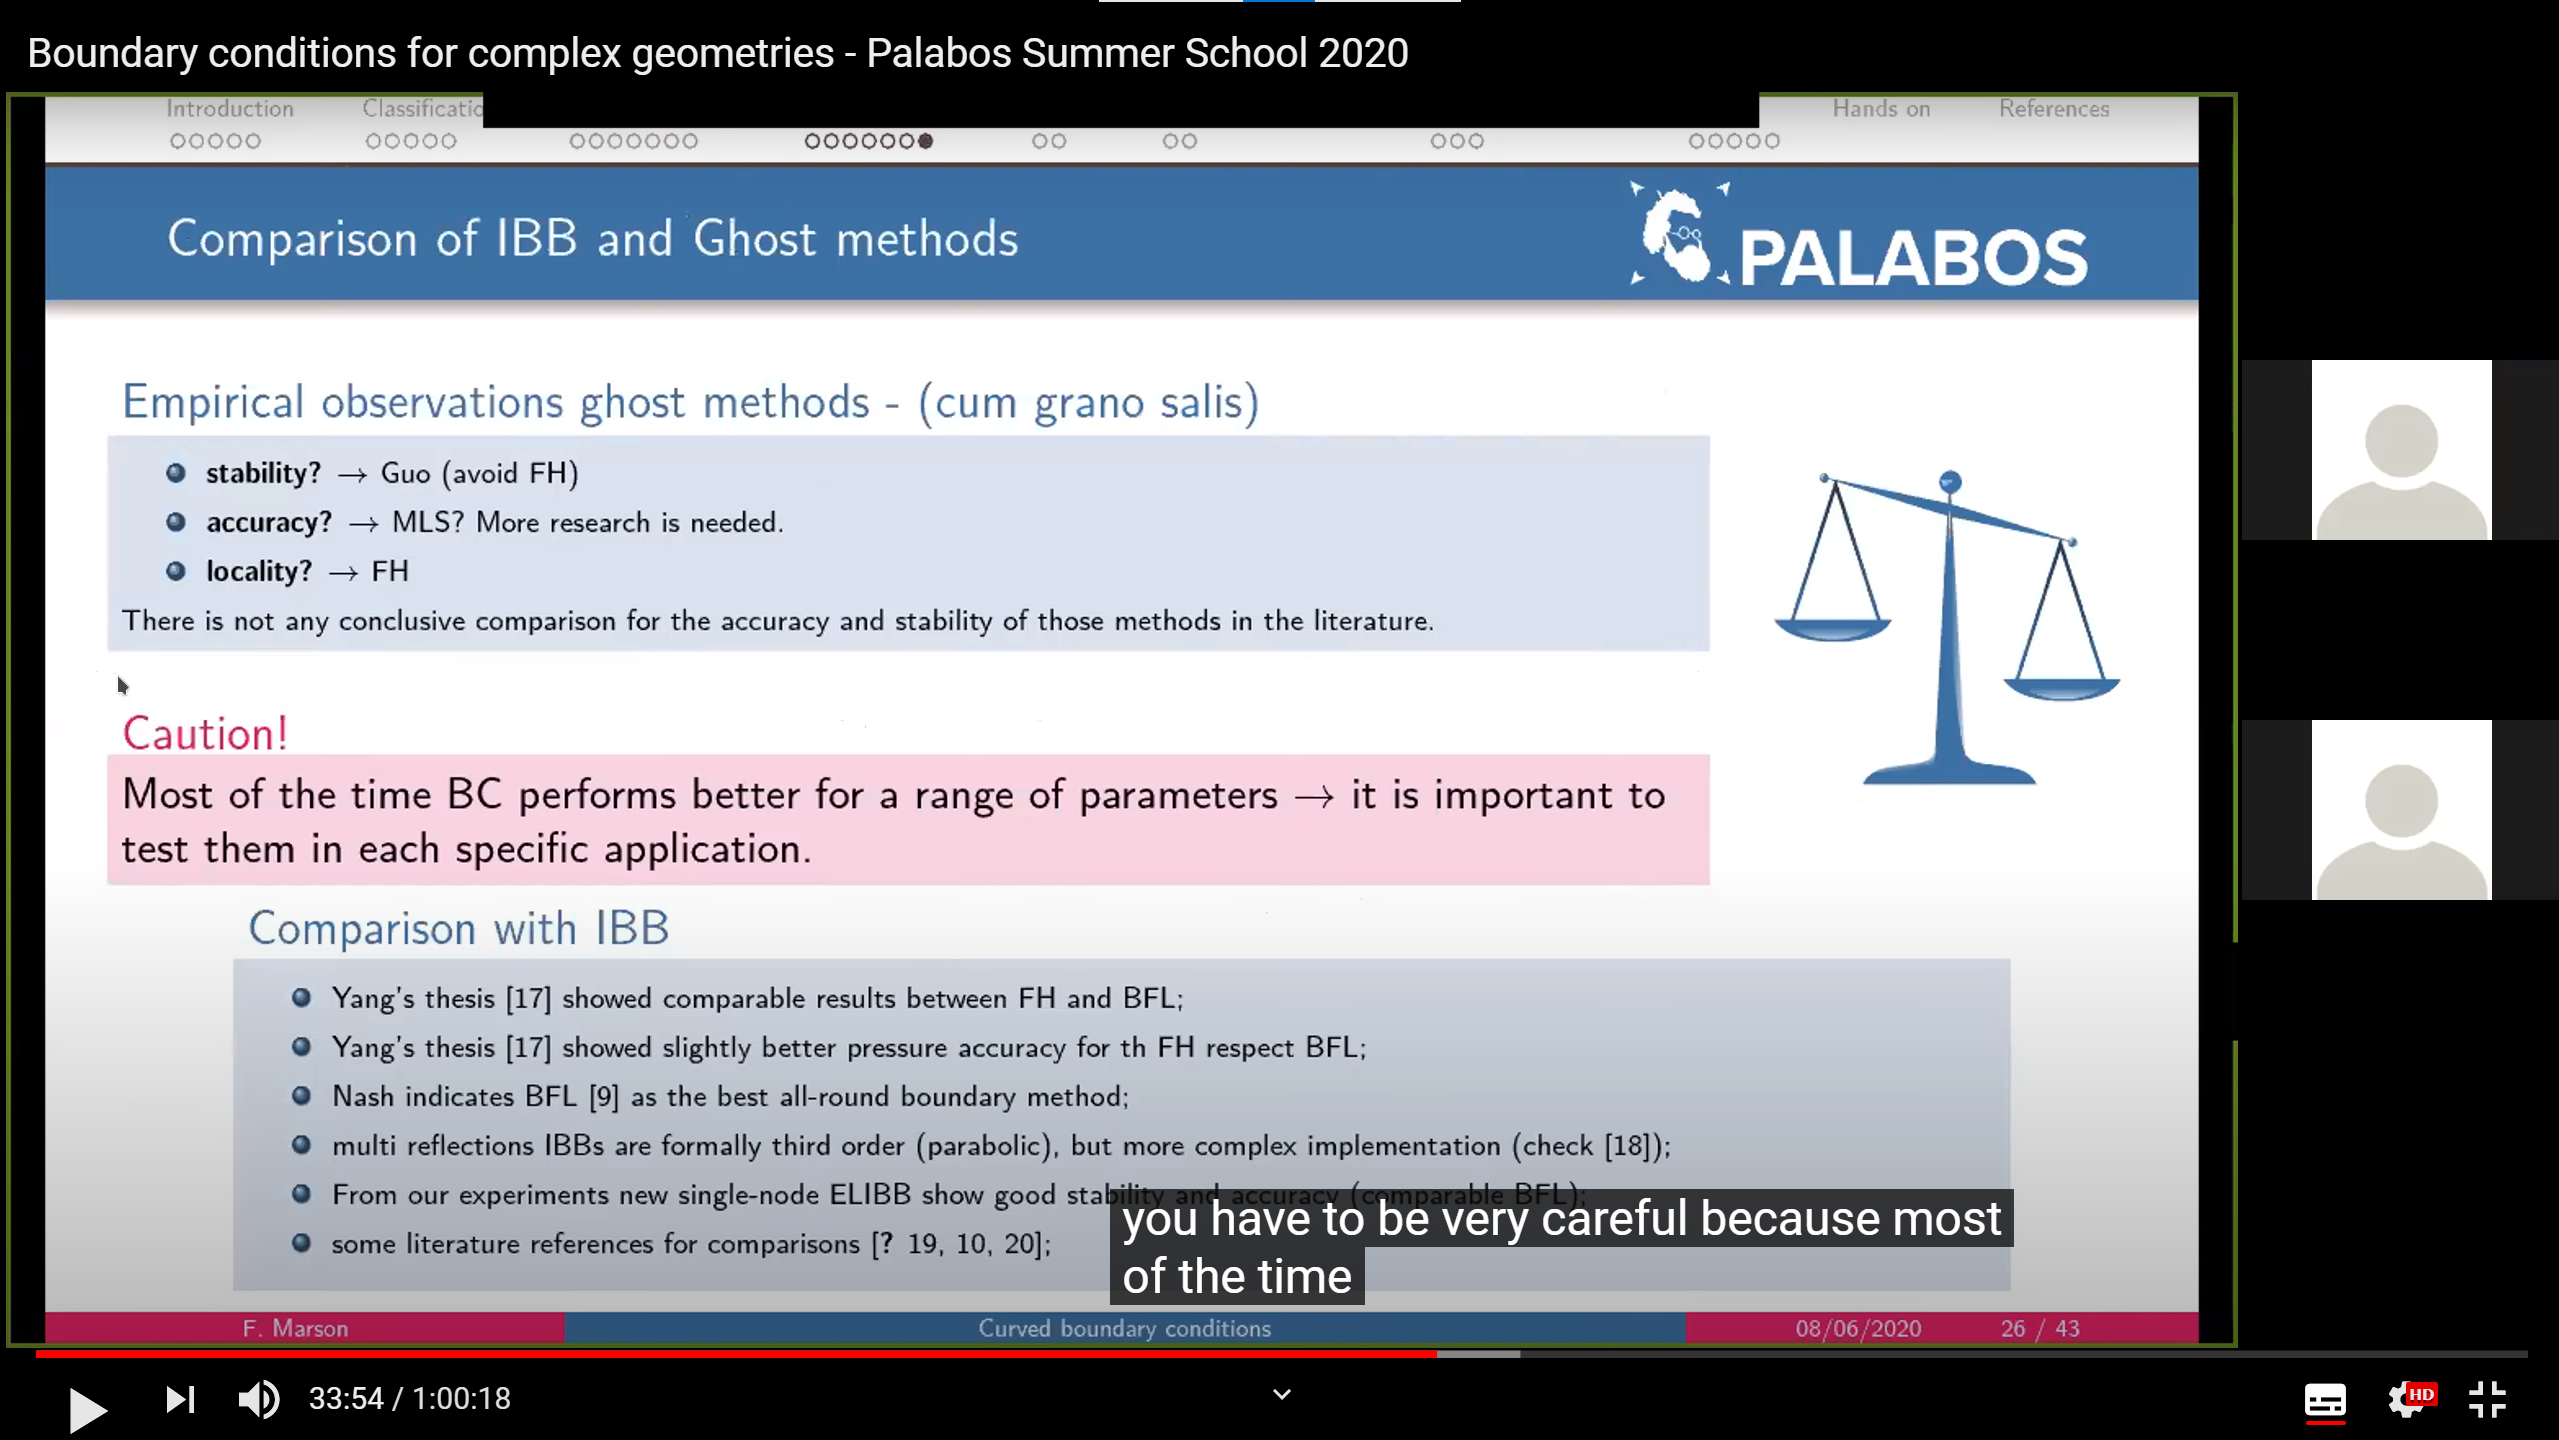 Boundary conditions for complex geometries - Palabos Summer School 2020
Introduction
Hands on
References
Comparison of IBB and Ghost methods
PALABOS
Empirical observations ghost methods - (cum grano salis)
stability? → Guo (avoid FH)
accuracy? → MLS? More research is needed.
locality? → FH
There is not any conclusive comparison for the accuracy and stability of those methods in the literature.
Caution!
Most of the time BC performs better for a range of parameters → it is important to
test them in each specific application.
Comparison with IBB
Yang's thesis [17] showed comparable results between FH and BFL;
Yang's thesis [17] showed slightly better pressure accuracy for th FH respect BFL;
Nash indicates BFL [9] as the best all-round boundary method;
multi reflections IBBs are formally third order (parabolic), but more complex implementation (check [18]);
From our experiments new single-node ELIBB show good stability and accuracy (comparable BFL);
some literature references for comparisons [? 19, 10, 20];
you have to be very careful because most
of the time
F. Marson
Curved boundary conditions
08/06/2020
26 / 43
33:54 / 1:00:18
HD